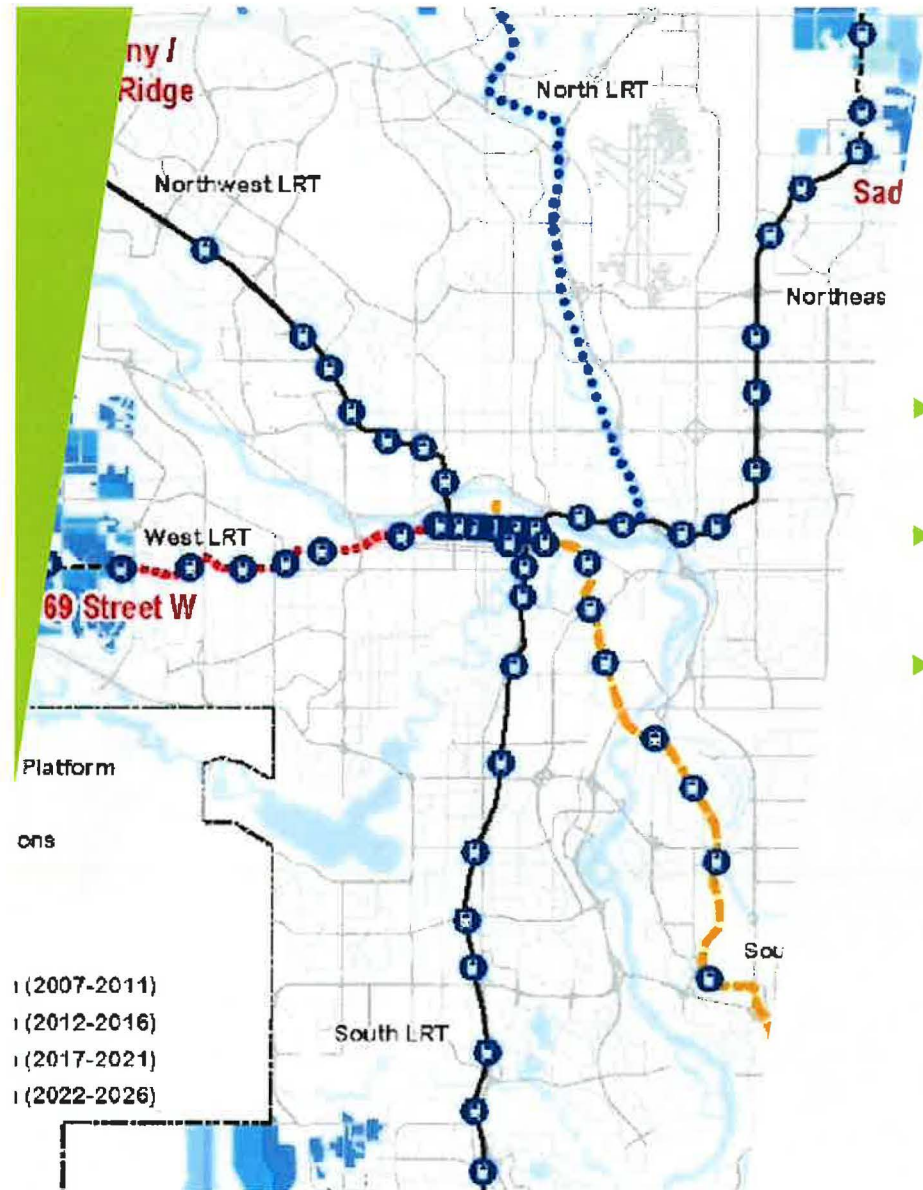 ny /
Ridge
North LRT
Northwest LRT
Sad
Northeas
West LRT
69 Street W
Platform
ons
Sou
(2007-2011)
(2012-2016)
South LRT
(2017-2021)
(2022-2026)